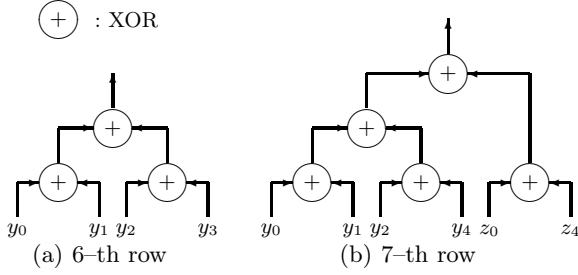 + : XOR
+ +
+ + + + +
y0 y1 y2 y3 y0 y1 y2 y4 z0 z4
(a) 6–th row (b) 7–th row